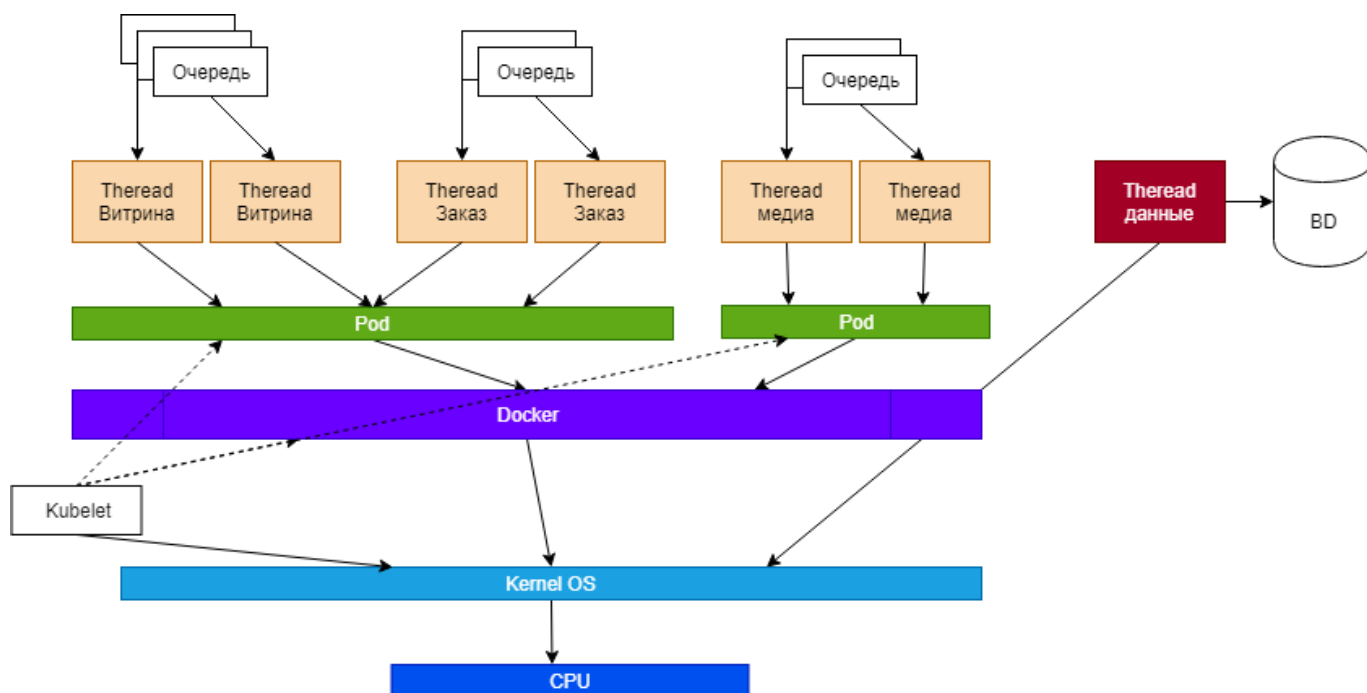 Очередь
Очередь
Очередь
Theread
Витрина
Theread
Витрина
Theread
Заказ
Theread
Заказ
Theread
медиа
Theread
медиа
Theread
данные
BD
Pod
Pod
Docker
Kubelet
Kernel OS
CPU